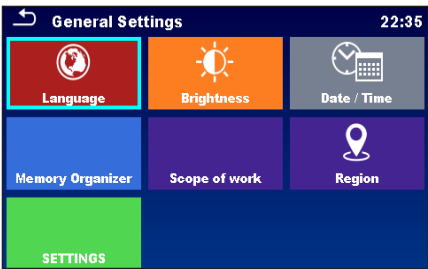 General Settings 22:35
Language Brightness Date / Time
Memory Organizer Scope of work Region
SETTINGS